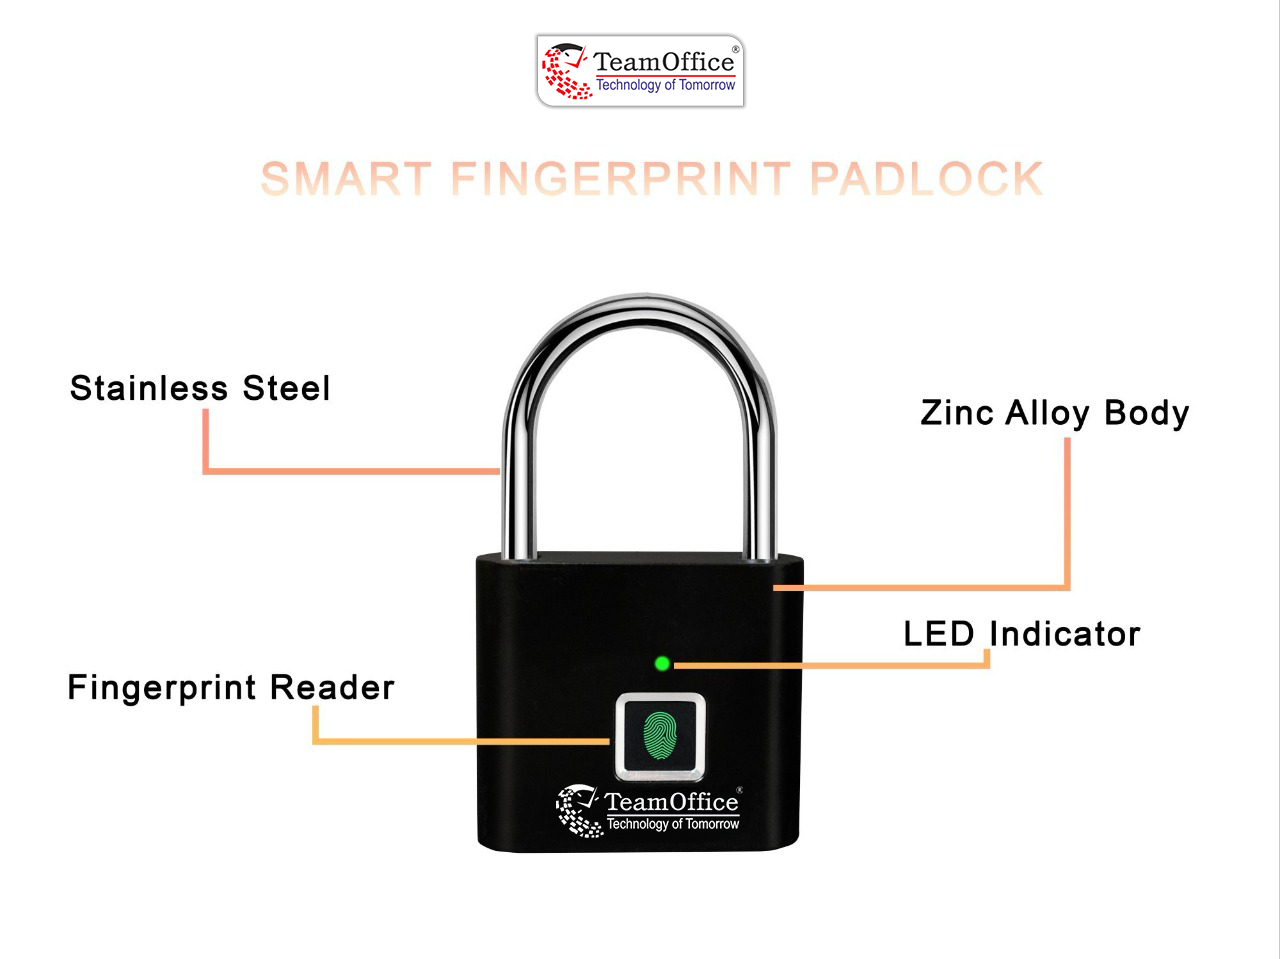 TeamOffice®
Technology of Tomorrow
SMART FINGERPRINT PADLOCK
Stainless Steel
Zinc Alloy Body
LED Indicator
Fingerprint Reader
TeamOffice®
Technology of Tomorrow